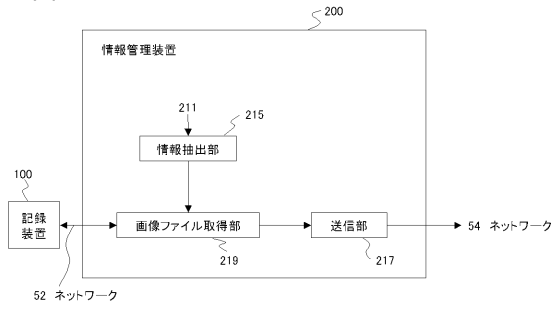 200
情報管理装置
211
215
情報抽出部
100
記録
装置
画像ファイル取得部
送信部
54 ネットワーク
219
217
52 ネットワーク